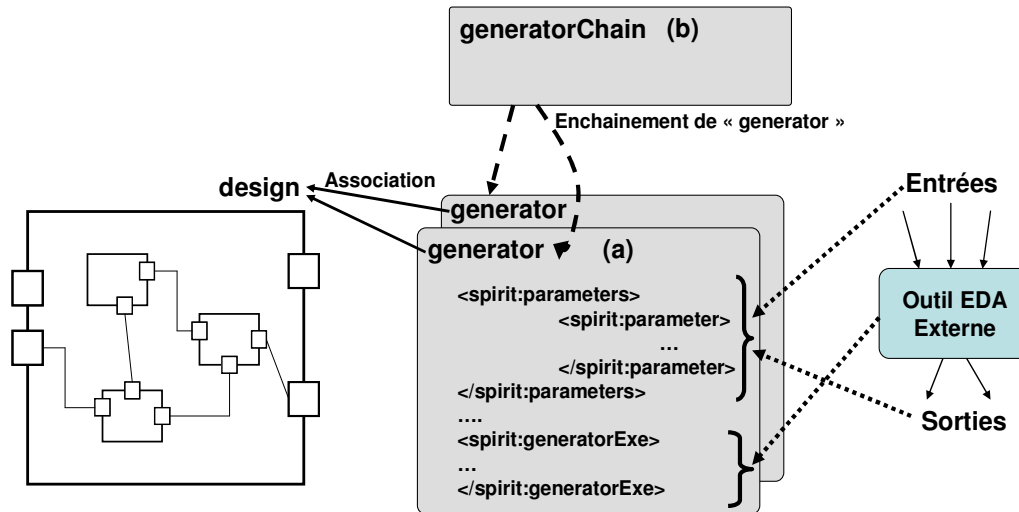 generatorChain (b)
Enchainement de « generator »
design
Association
generator
generator (a)
<spirit:parameters>
<spirit:parameter>
...
</spirit:parameter>
</spirit:parameters>
....
<spirit:generatorExe>
...
</spirit:generatorExe>
Entrées
Outil EDA
Externe
Sorties